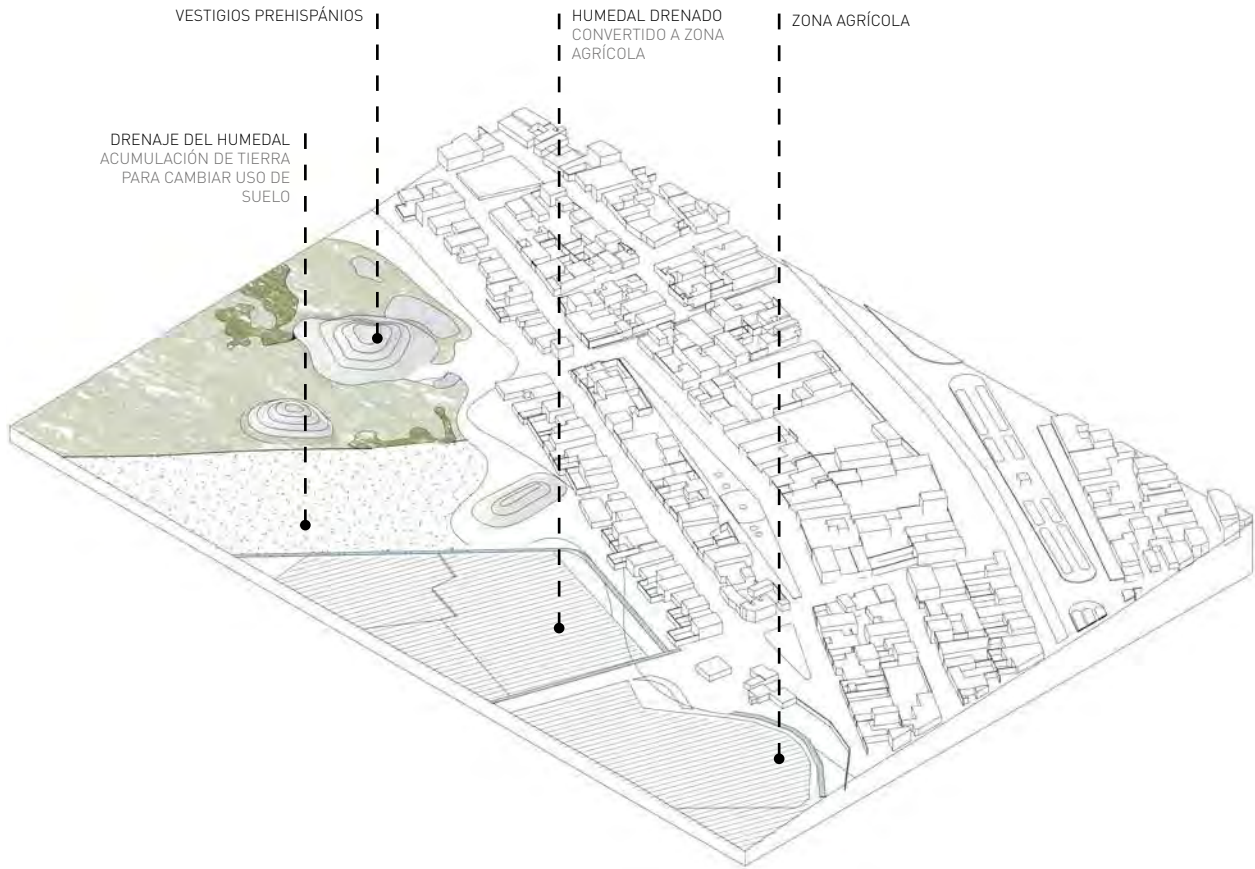 VESTIGIOS PREHISPÁNIOS
HUMEDAL DRENADO
CONVERTIDO A ZONA
AGRÍCOLA
ZONA AGRÍCOLA
DRENAJE DEL HUMEDAL
ACUMULACIÓN DE TIERRA
PARA CAMBIAR USO DE
SUELO